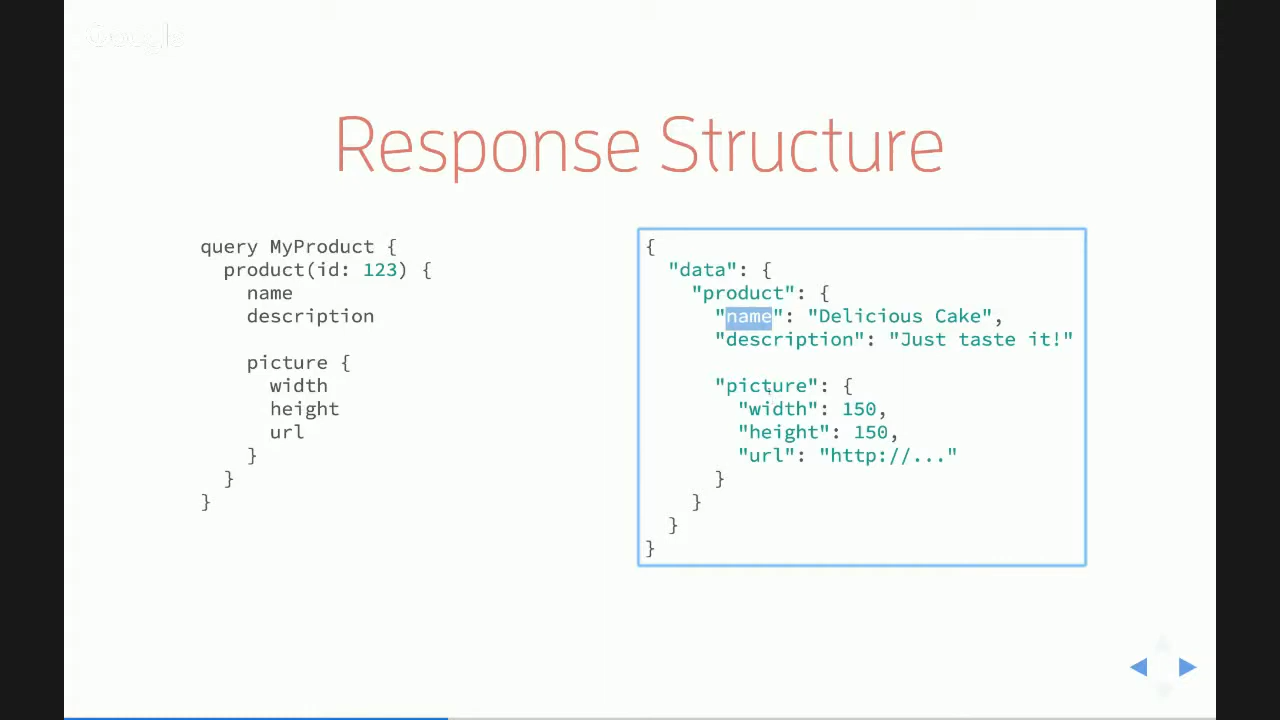 Google
Response Structure
query MyProduct {
  product(id: 123) {
    name
    description

    picture {
      width
      height
      url
    }
  }
}
{
  "data": {
    "product": {
      "name": "Delicious Cake",
      "description": "Just taste it!"

      "picture": {
        "width": 150,
        "height": 150,
        "url": "http://..."
      }
    }
  }
}